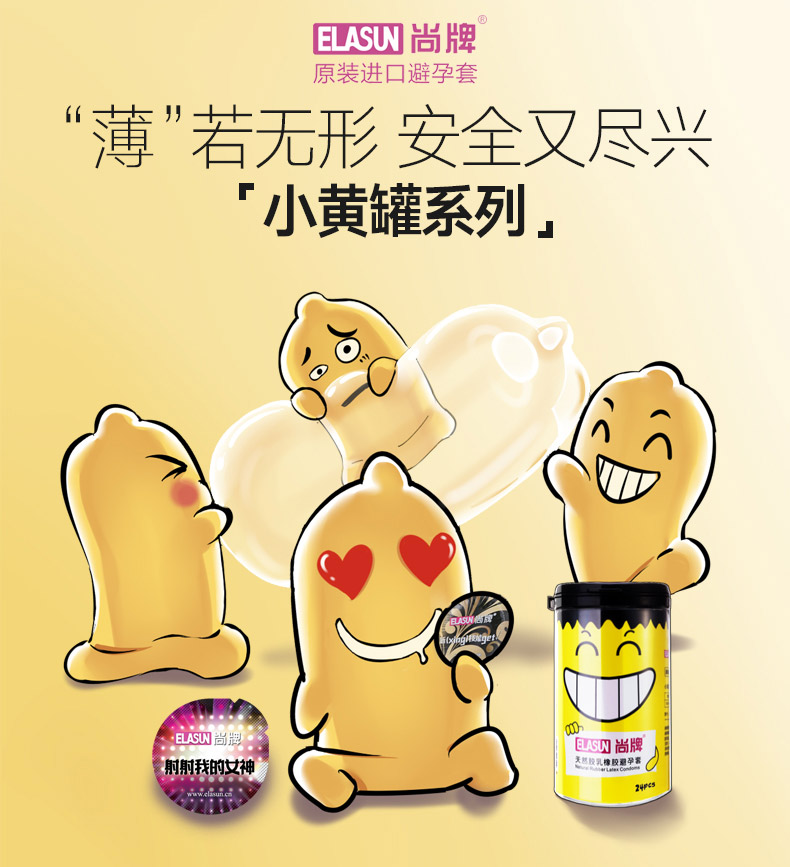 ELASUN 尚牌®
原装进口避孕套
“薄”若无形 安全又尽兴
「小黄罐系列」
ELASUN 尚牌
get
ELASUN 尚牌
射射我的女神
www.elasun.cn
ELASUN 尚牌
天然胶乳橡胶避孕套
Natural Rubber Latex Condoms
24PCS